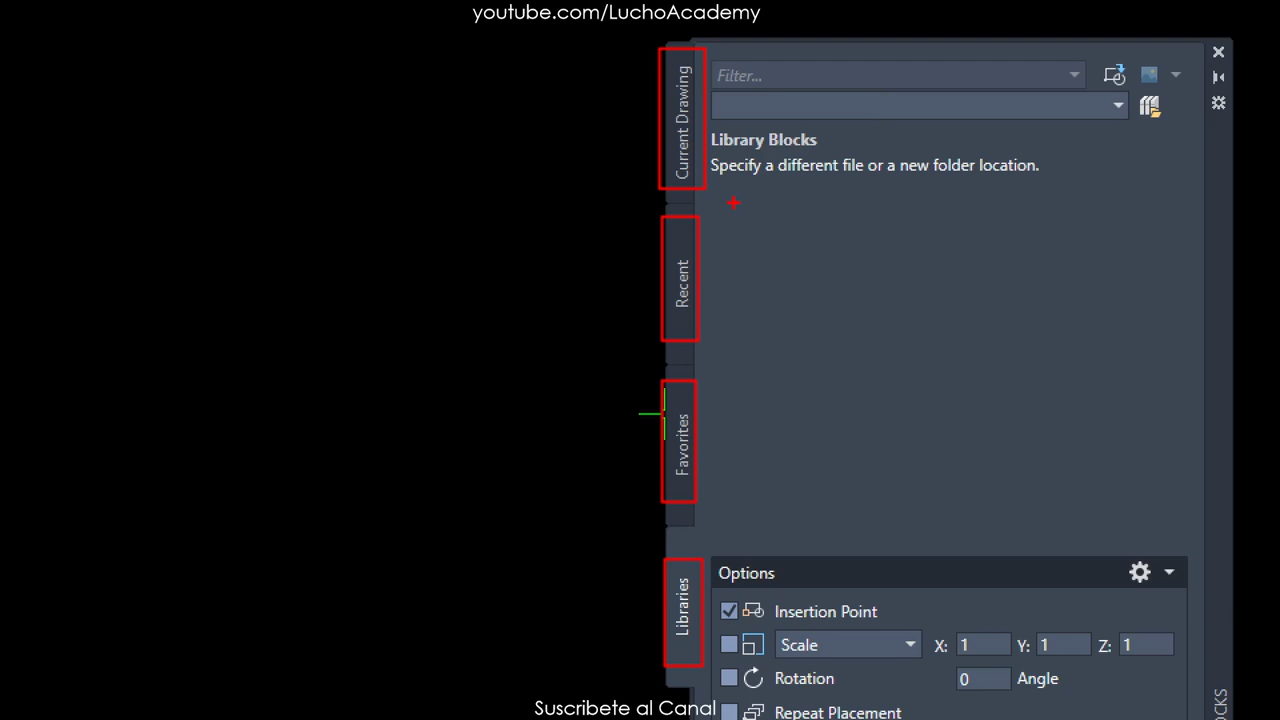 youtube.com/LuchoAcademy
Current Drawing
Recent
Favorites
Libraries
Filter...
Library Blocks
Specify a different file or a new folder location.
Options
Insertion Point
Scale X: 1 Y: 1 Z: 1
Rotation 0 Angle
Repeat Placement
Suscribete al Canal